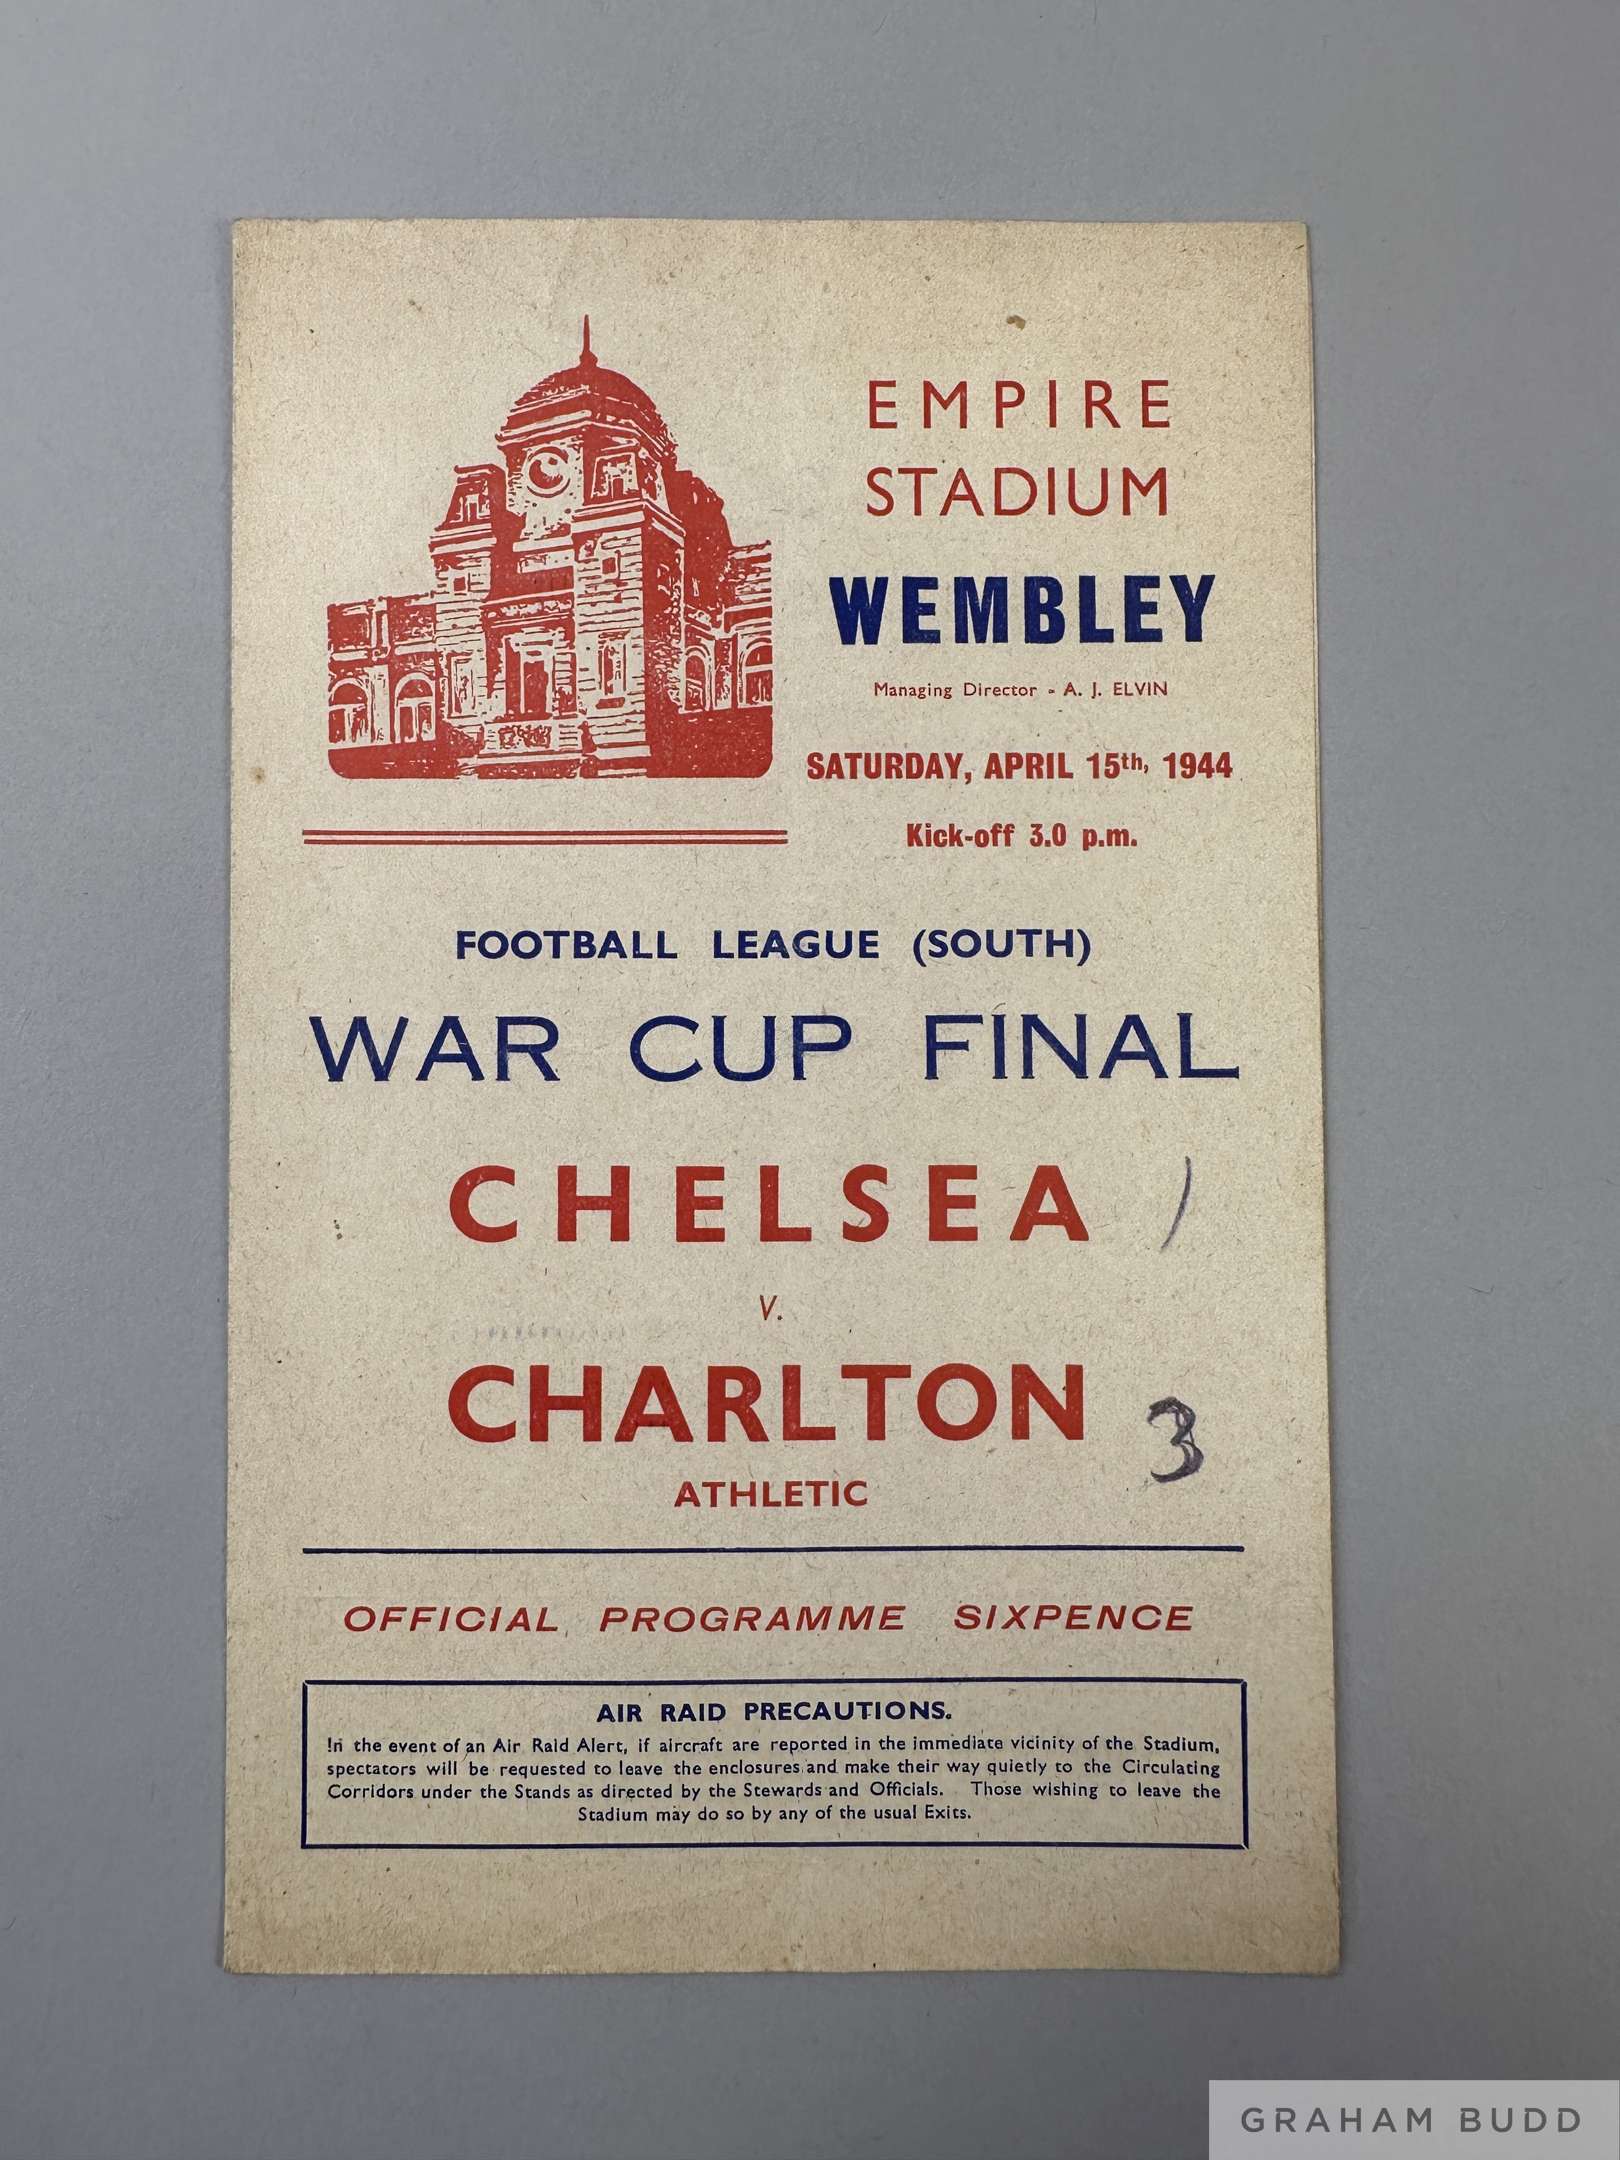 EMPIRE
STADIUM
WEMBLEY
Managing Director - A. J. ELVIN
SATURDAY, APRIL 15th, 1944
Kick-off 3.0 p.m.
FOOTBALL LEAGUE (SOUTH)
WAR CUP FINAL
CHELSEA 1
V.
CHARLTON 3
ATHLETIC
OFFICIAL PROGRAMME SIXPENCE
AIR RAID PRECAUTIONS.
In the event of an Air Raid Alert, if aircraft are reported in the immediate vicinity of the Stadium,
spectators will be requested to leave the enclosures and make their way quietly to the Circulating
Corridors under the Stands as directed by the Stewards and Officials. Those wishing to leave the
Stadium may do so by any of the usual Exits.
GRAHAM BUDD